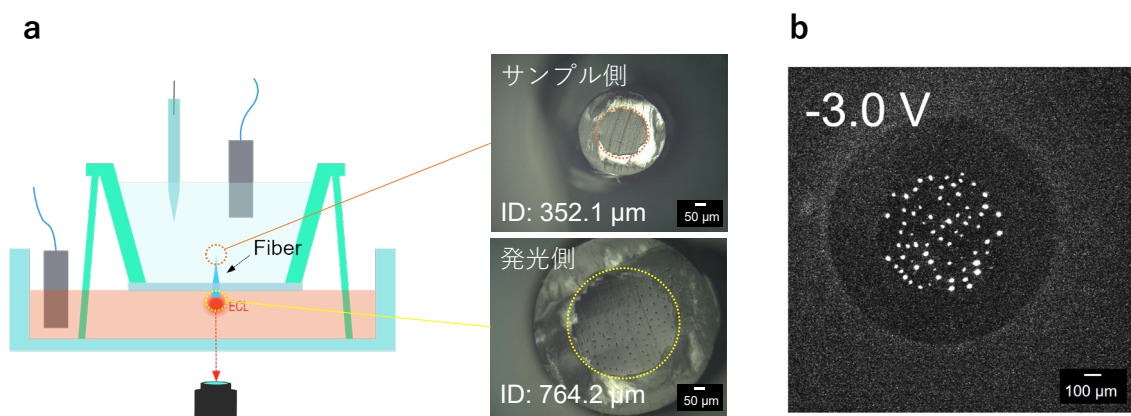 a
Fiber
ECL
サンプル側
ID: 352.1 µm
50 µm
発光側
ID: 764.2 µm
50 µm
b
-3.0 V
100 µm